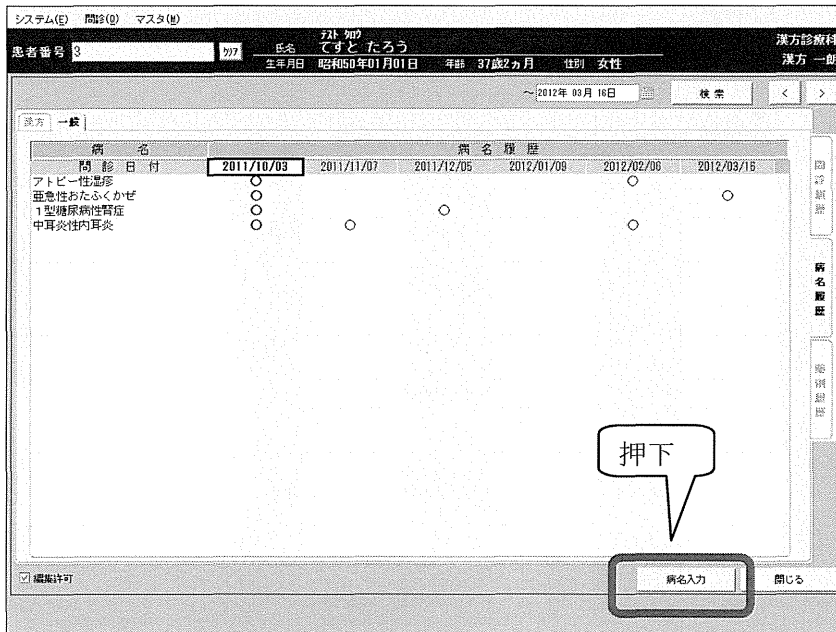 システム(E) 問診(Q) マスタ(M)
患者番号 3 ｸﾘｱ 氏名 ﾃｽﾄ ﾀﾛｳ てすと たろう 漢方診療科
生年月日 昭和50年01月01日 年齢 37歳2ヵ月 性別 女性 漢方 一郎
～2012年 03月 16日 検索 < >
漢方 一般
病名 病名履歴
問診日付 2011/10/03 2011/11/07 2011/12/05 2012/01/09 2012/02/06 2012/03/16
アトピー性湿疹 ○ ○
亜急性おたふくかぜ ○ ○
１型糖尿病性腎症 ○ ○
中耳炎性内耳炎 ○ ○ ○
病名履歴
押下
編集許可 病名入力 閉じる